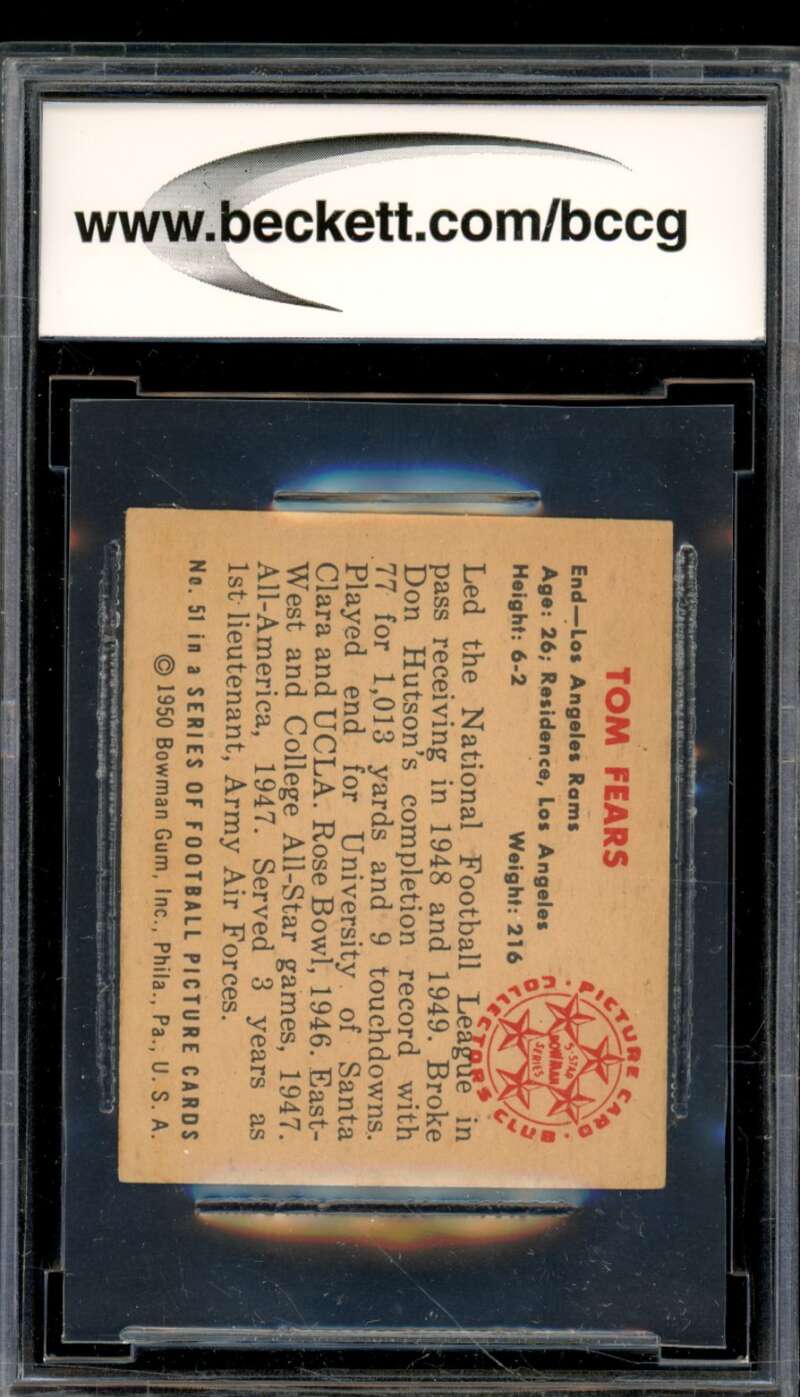 www.beckett.com/bccg
TOM FEARS
End—Los Angeles Rams
Age: 26; Residence, Los Angeles
Height: 6-2 Weight: 216
Led the National Football League in
pass receiving in 1948 and 1949. Broke
Don Hutson's completion record with
77 for 1,013 yards and 9 touchdowns.
Played end for University of Santa
Clara and UCLA. Rose Bowl, 1946. East-
West and College All-Star games, 1947.
All-America, 1947. Served 3 years as
1st lieutenant, Army Air Forces.
No. 51 in a SERIES OF FOOTBALL PICTURE CARDS
© 1950 Bowman Gum, Inc., Phila., Pa., U. S. A.
PICTURE CARD
COLLECTORS CLUB
5-STAR
BOWMAN
SERIES